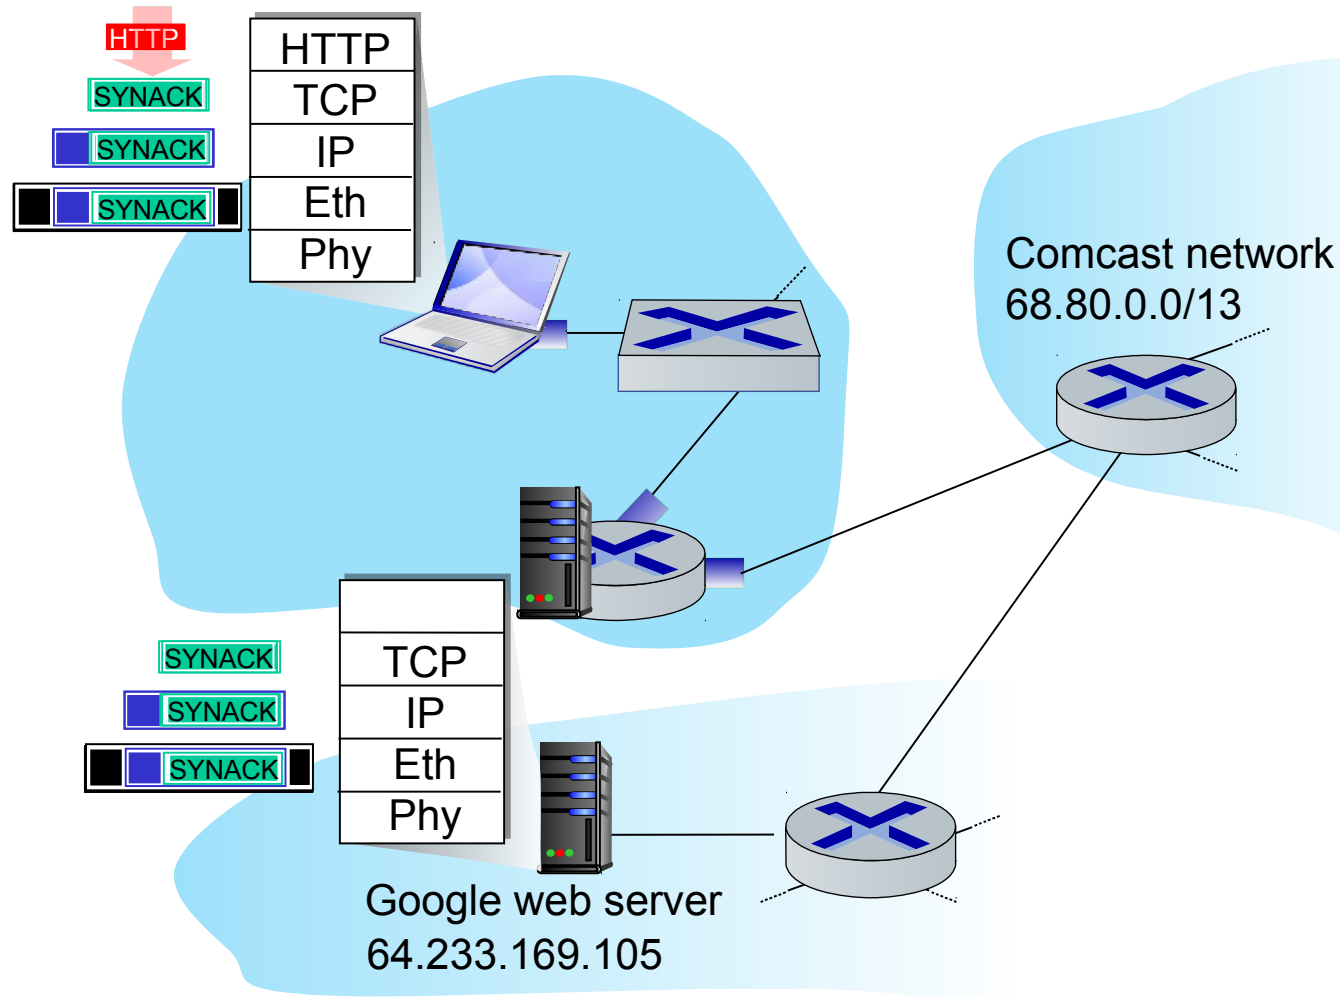 HTTP
SYNACK
SYNACK
SYNACK
HTTP
TCP
IP
Eth
Phy
Comcast network
68.80.0.0/13
SYNACK
SYNACK
SYNACK
TCP
IP
Eth
Phy
Google web server
64.233.169.105